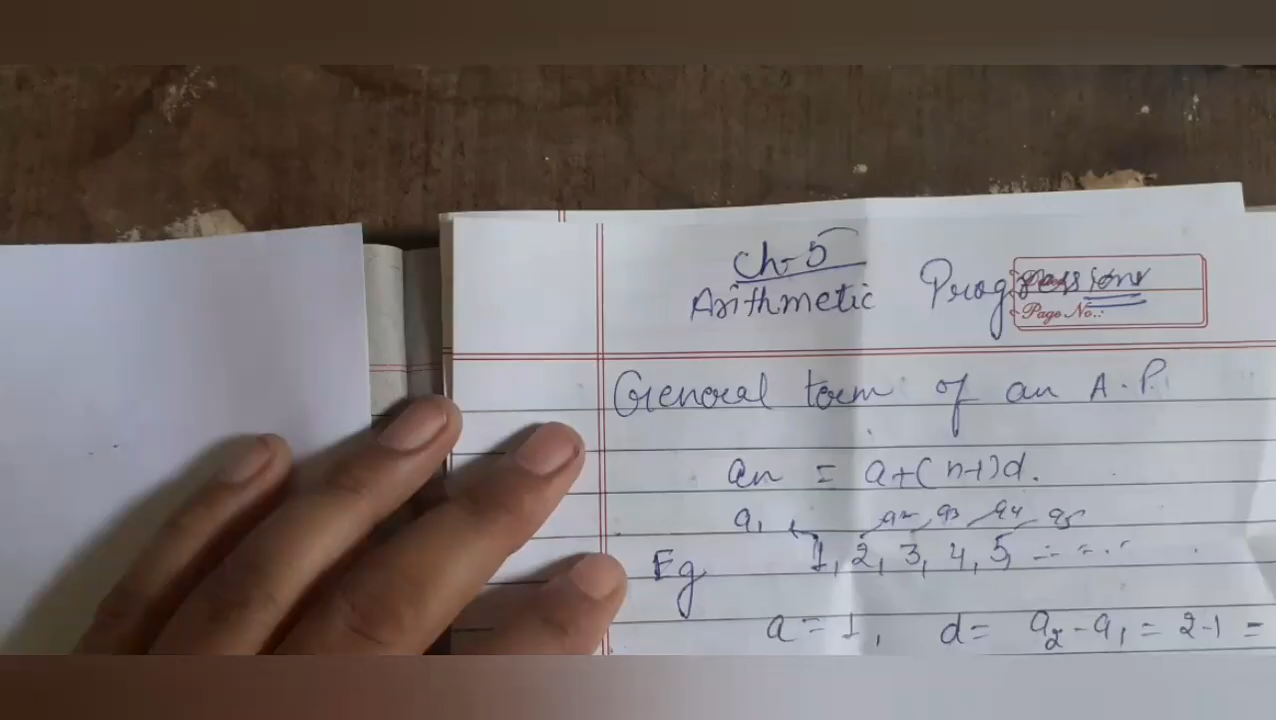 Ch-5
Arithmetic Progressions
Page No.:
General term of an A.P.
an = a+(n-1)d.
a1 a2 a3 a4 a5
Eg 1, 2, 3, 4, 5, - - - -
a = 1, d = a2-a1 = 2-1 =